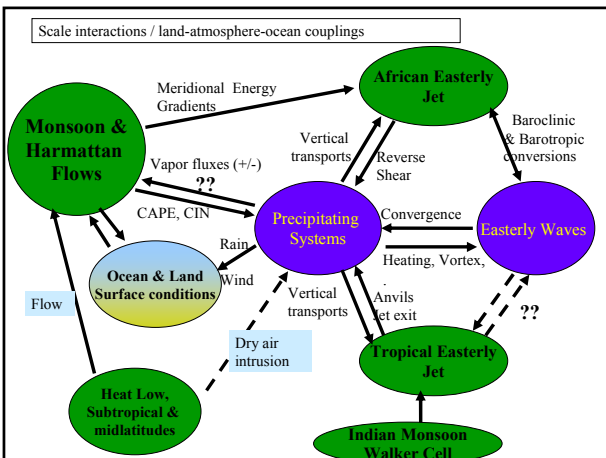 Scale interactions / land-atmosphere-ocean couplings
African Easterly
Jet
Meridional Energy
Gradients
Monsoon &
Harmattan
Flows
Baroclinic
& Barotropic
conversions
Vertical
transports
Reverse
Shear
Vapor fluxes (+/-)
??
CAPE, CIN
Precipitating
Systems
Convergence
Easterly Waves
Heating, Vortex,
.
Rain
Wind
Ocean & Land
Surface conditions
Vertical
transports
Anvils
Jet exit
??
Flow
Dry air
intrusion
Tropical Easterly
Jet
Heat Low,
Subtropical &
midlatitudes
Indian Monsoon
Walker Cell